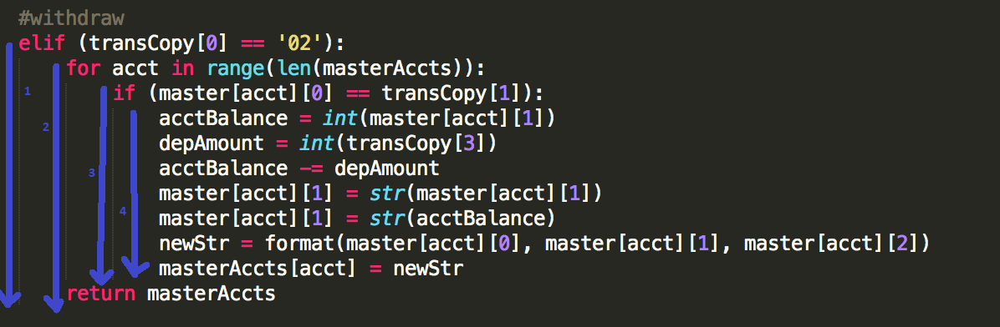 #withdraw
elif (transCopy[0] == '02'):
for acct in range(len(masterAccts)):
1
if (master[acct][0] == transCopy[1]):
acctBalance = int(master[acct][1])
2
depAmount = int(transCopy[3])
acctBalance -= depAmount
3
master[acct][1] = str(master[acct][1])
4
master[acct][1] = str(acctBalance)
newStr = format(master[acct][0], master[acct][1], master[acct][2])
masterAccts[acct] = newStr
return masterAccts